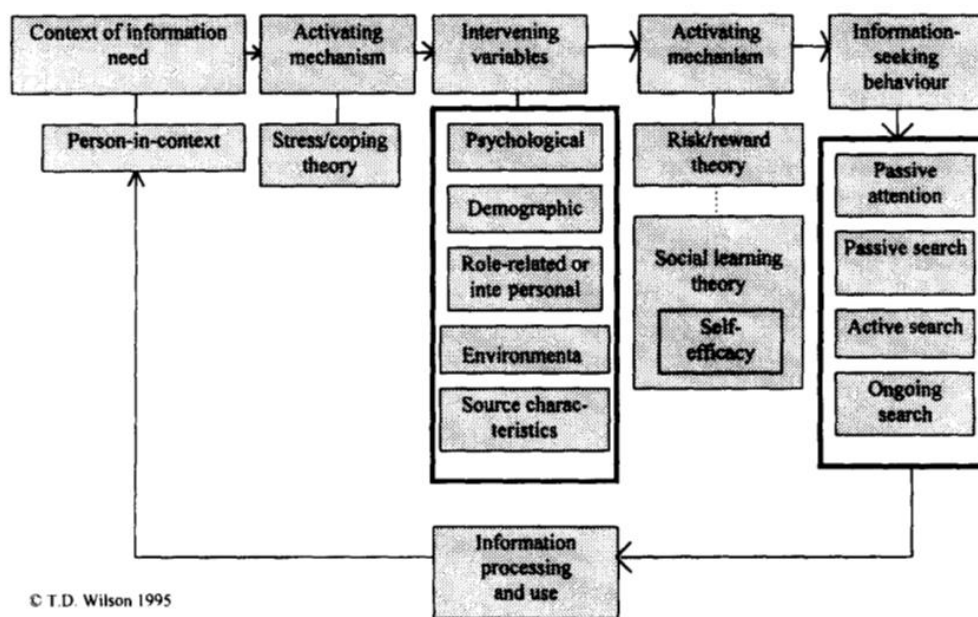 Context of information
need
Activating
mechanism
Intervening
variables
Activating
mechanism
Information-
seeking
behaviour
Person-in-context
Stress/coping
theory
Psychological
Demographic
Role-related or
inte personal
Environmenta
Source charac-
teristics
Risk/reward
theory
Social learning
theory
Self-
efficacy
Passive
attention
Passive search
Active search
Ongoing
search
Information
processing
and use
© T.D. Wilson 1995